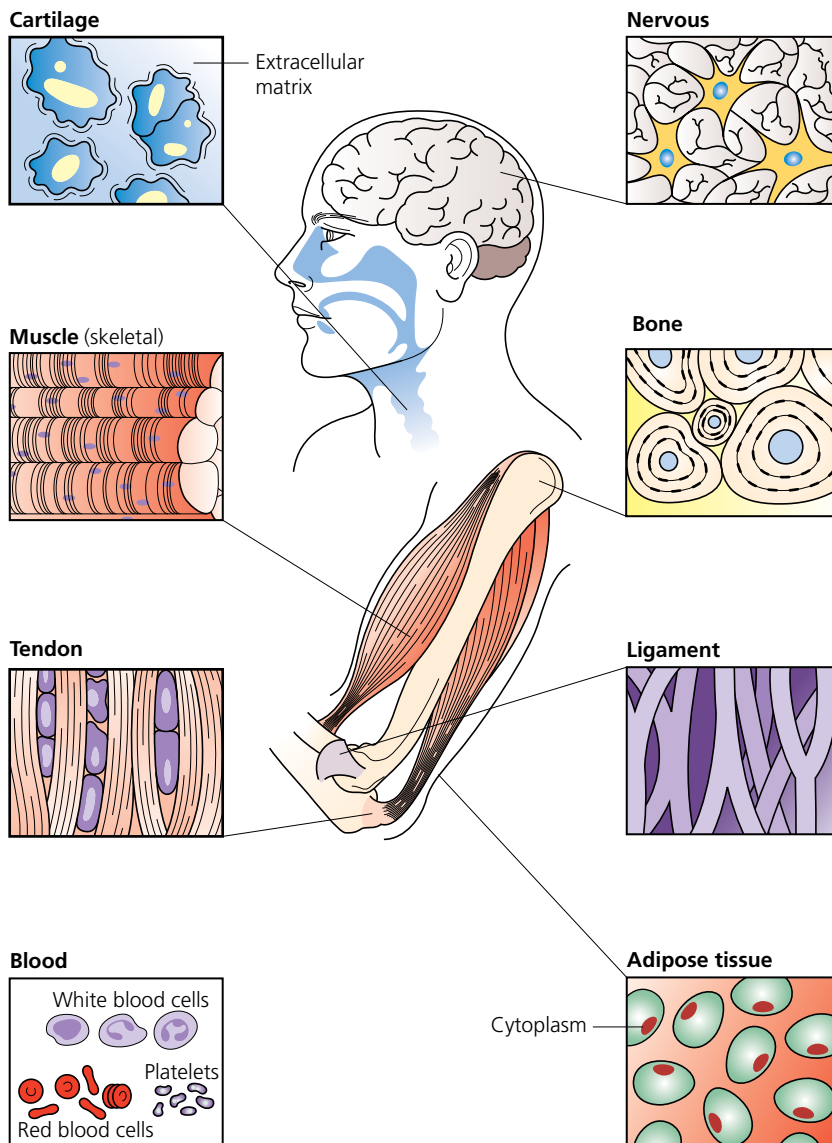 Cartilage
Extracellular
matrix
Nervous
Muscle (skeletal)
Bone
Tendon
Ligament
Blood
White blood cells
Platelets
Red blood cells
Adipose tissue
Cytoplasm